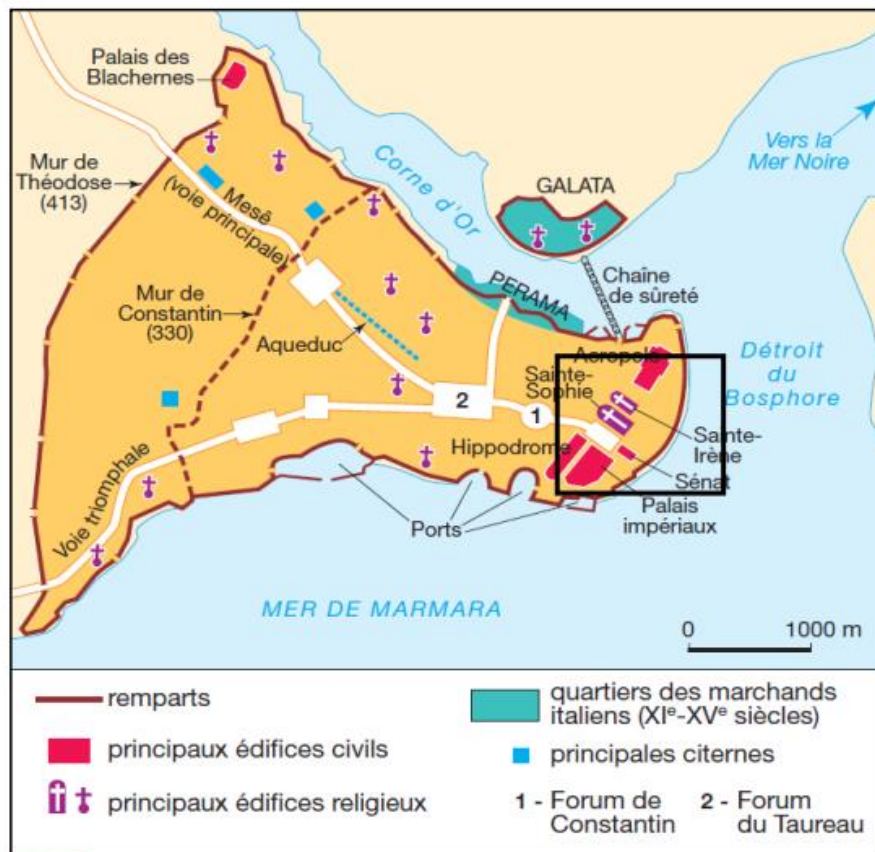 Palais des
Blachernes
Mur de
Théodose
(413)
Mesê
(voie principale)
Corne d'Or
Vers la
Mer Noire
GALATA
Chaîne
de sûreté
PERAMA
Mur de
Constantin
(330)
Aqueduc
Acropole
Détroit
du
Bosphore
Sainte-
Sophie
2
1
Hippodrome
Sainte-
Irène
Sénat
Palais
impériaux
Voie triomphale
Ports
MER DE MARMARA
0 1000 m
remparts
principaux édifices civils
principaux édifices religieux
quartiers des marchands
italiens (XIe-XVe siècles)
principales citernes
1 - Forum de
Constantin
2 - Forum
du Taureau